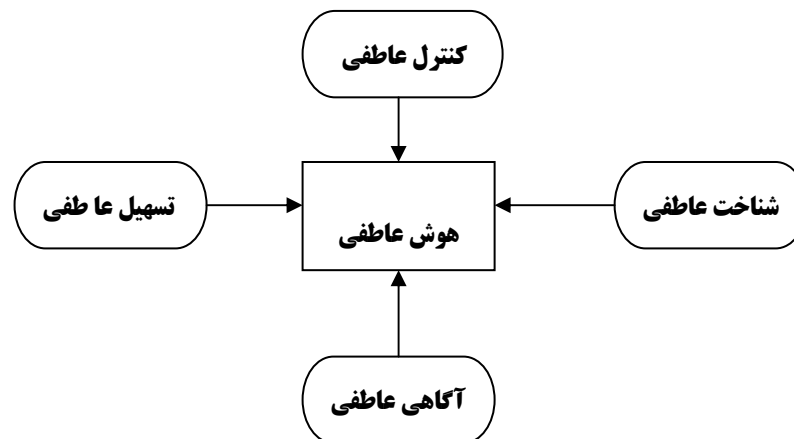 کنترل عاطفی
شناخت عاطفی
تسهیل عا طفی
هوش عاطفی
آگاهی عاطفی